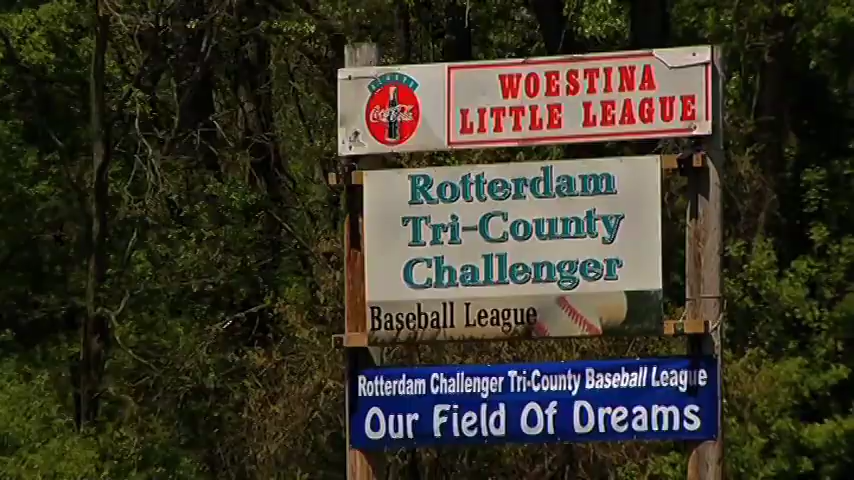 ALWAYS
Coca-Cola
WOESTINA
LITTLE LEAGUE
Rotterdam
Tri-County
Challenger
Baseball League
Rotterdam Challenger Tri-County Baseball League
Our Field Of Dreams